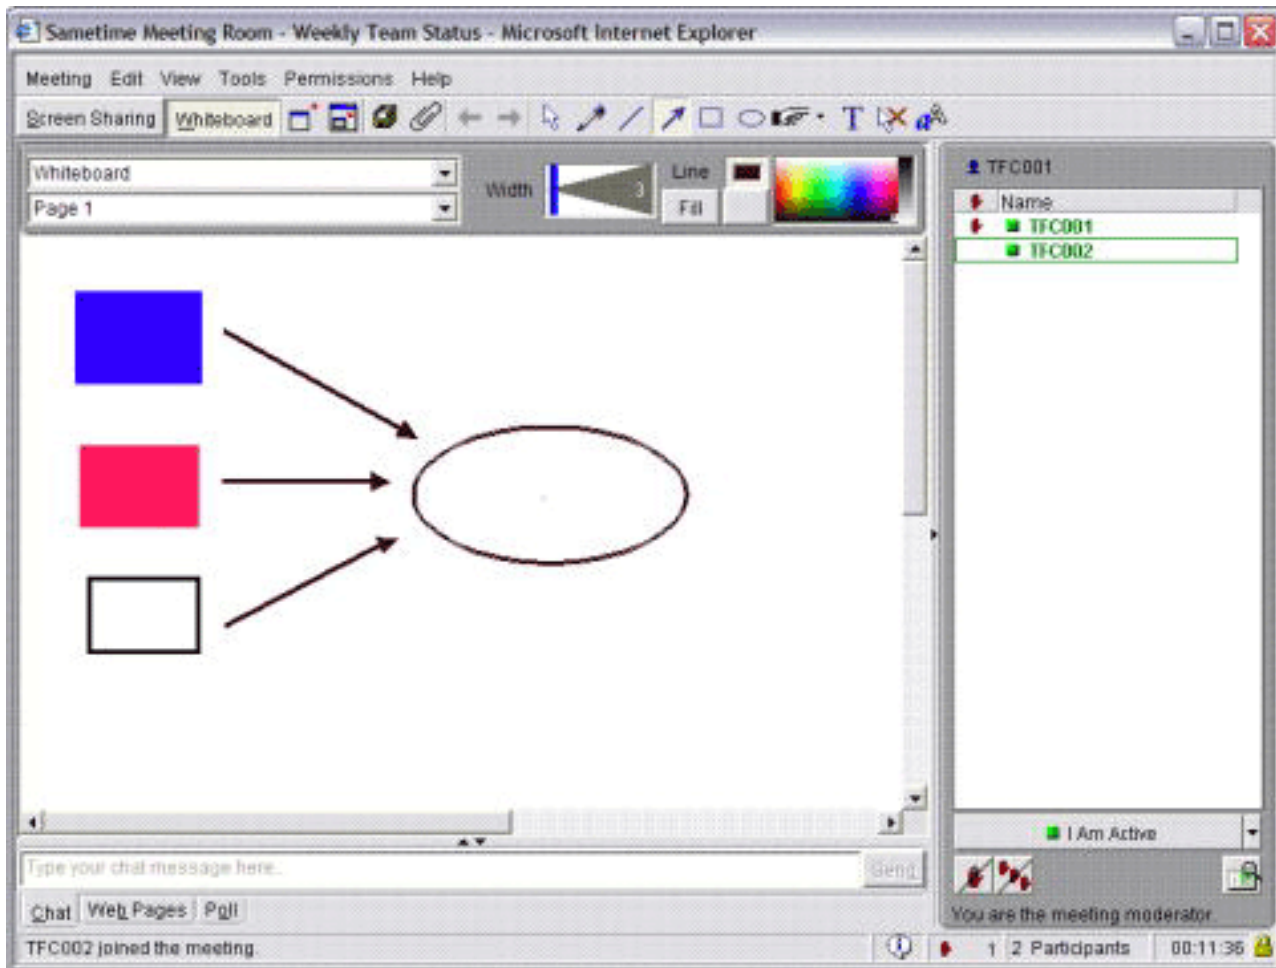 Sametime Meeting Room - Weekly Team Status - Microsoft Internet Explorer
Meeting Edit View Tools Permissions Help
Screen Sharing Whiteboard T
Whiteboard
Page 1
Width 3
Line
Fill
TFC001
Name
TFC001
TFC002
I Am Active
Type your chat message here..
Send
Chat Web Pages Poll
You are the meeting moderator.
TFC002 joined the meeting.
1 2 Participants 00:11:36